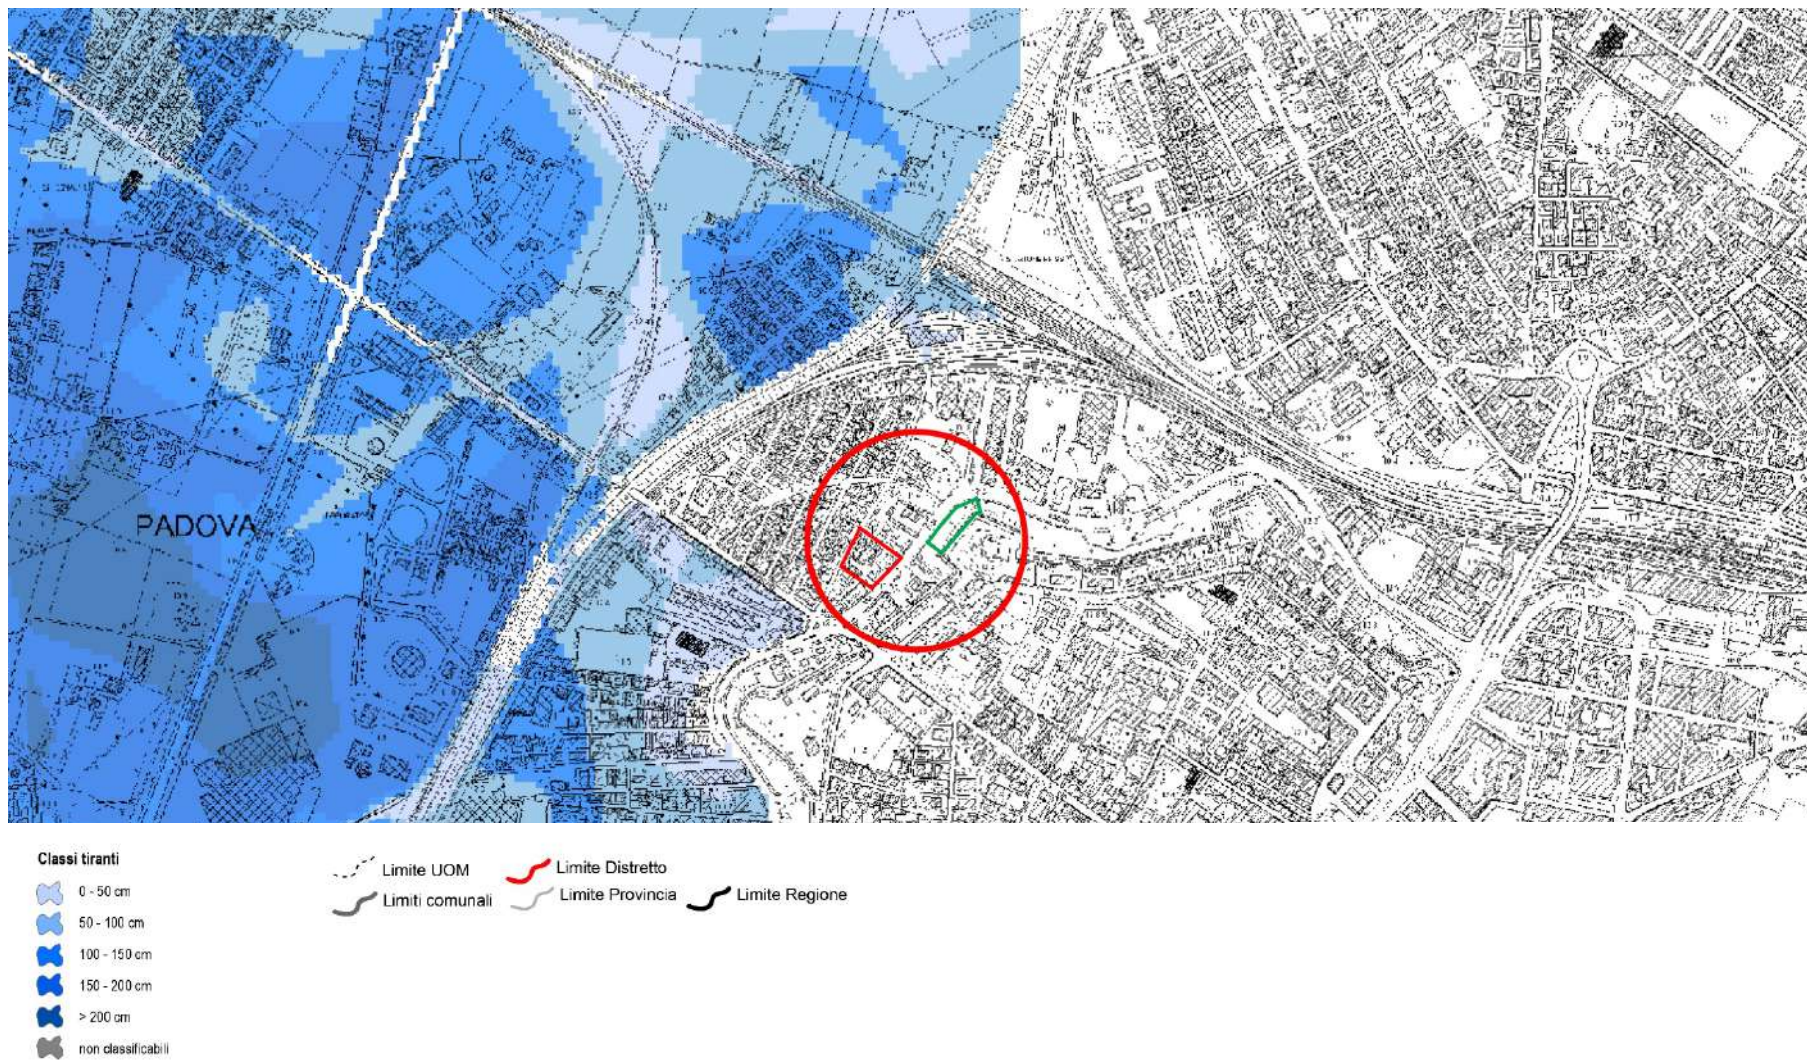 PADOVA
Classi tiranti
0 - 50 cm
50 - 100 cm
100 - 150 cm
150 - 200 cm
> 200 cm
non classificabili
Limite UOM
Limite Distretto
Limiti comunali
Limite Provincia
Limite Regione